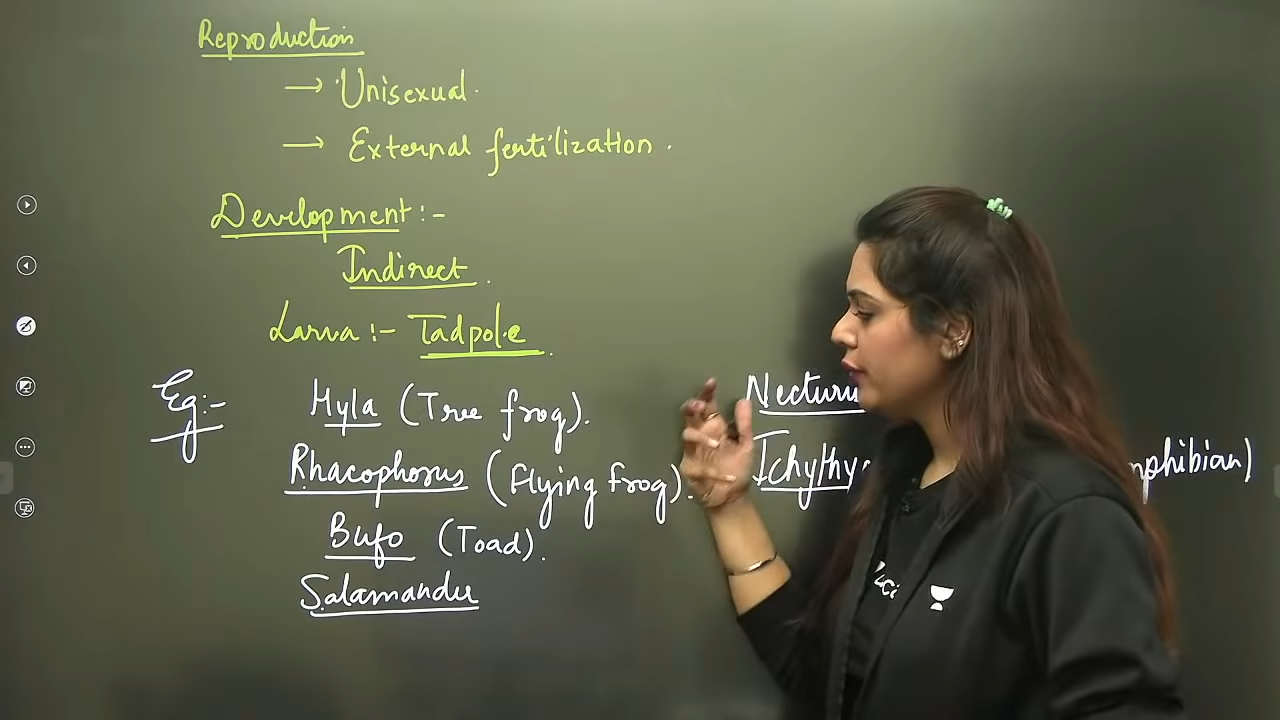 Reproduction
→ Unisexual.
→ External fertilization.
Development :-
Indirect.
Larva :- Tadpole.
Eg:- Hyla (Tree frog).
Rhacophorus (Flying frog).
Bufo (Toad).
Salamander